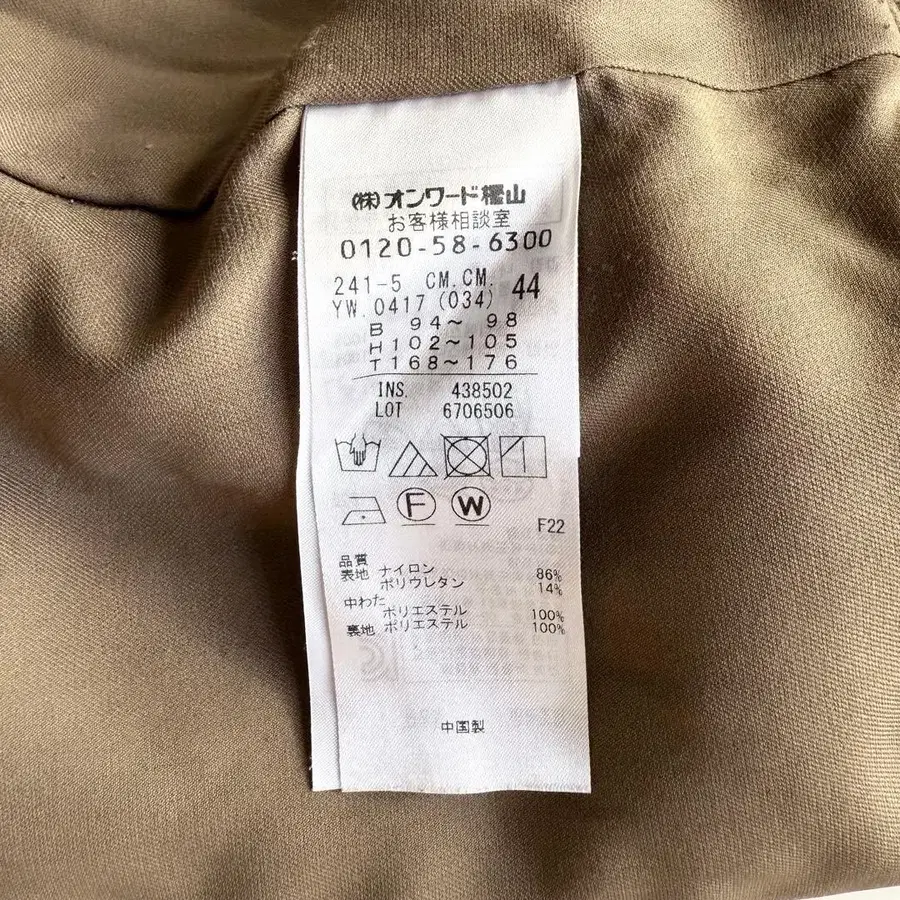 (株)オンワード樫山
お客様相談室
0120-58-6300
241-5 CM.CM. 44
YW.0417(034)
B 94~ 98
H102~105
T168~176
INS. 438502
LOT 6706506
F
W
F22
品質
表地 ナイロン 86%
ポリウレタン 14%
中わた
ポリエステル 100%
裏地 ポリエステル 100%
中国製